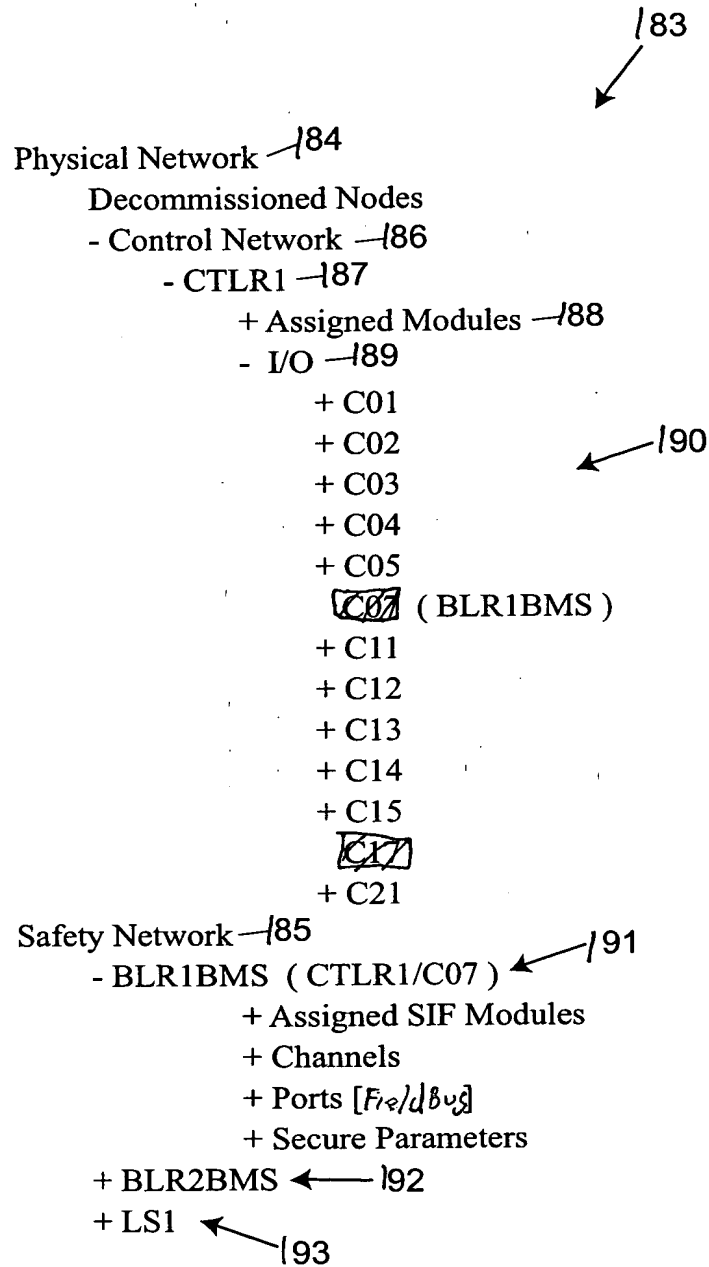 183
Physical Network 184
Decommissioned Nodes
- Control Network 186
- CTLR1 187
+ Assigned Modules 188
- I/O 189
+ C01
+ C02
+ C03 190
+ C04
+ C05
C07 ( BLR1BMS )
+ C11
+ C12
+ C13
+ C14
+ C15
C17
+ C21
Safety Network 185
- BLR1BMS ( CTLR1/C07 ) 191
+ Assigned SIF Modules
+ Channels
+ Ports [FieldBus]
+ Secure Parameters
+ BLR2BMS 192
+ LS1 193